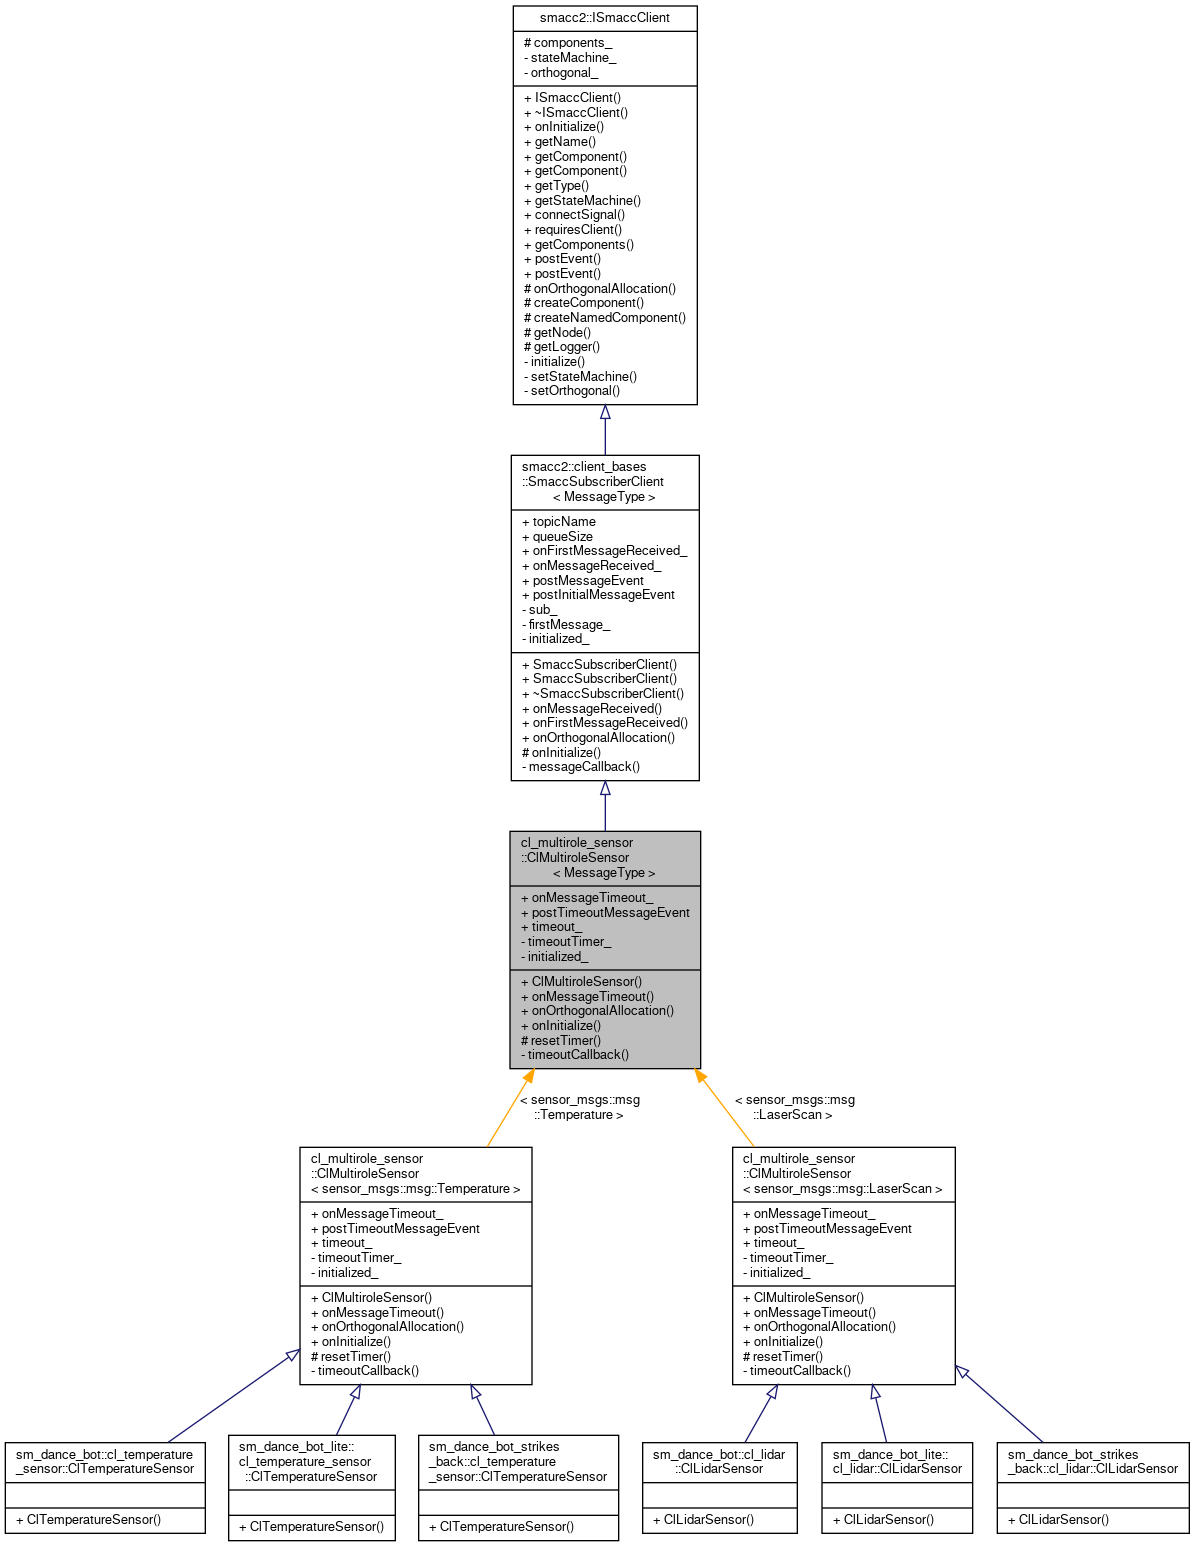 smacc2::ISmaccClient
# components_
- stateMachine_
- orthogonal_
+ ISmaccClient()
+ ~ISmaccClient()
+ onInitialize()
+ getName()
+ getComponent()
+ getComponent()
+ getType()
+ getStateMachine()
+ connectSignal()
+ requiresClient()
+ getComponents()
+ postEvent()
+ postEvent()
# onOrthogonalAllocation()
# createComponent()
# createNamedComponent()
# getNode()
# getLogger()
- initialize()
- setStateMachine()
- setOrthogonal()
smacc2::client_bases
::SmaccSubscriberClient
< MessageType >
+ topicName
+ queueSize
+ onFirstMessageReceived_
+ onMessageReceived_
+ postMessageEvent
+ postInitialMessageEvent
- sub_
- firstMessage_
- initialized_
+ SmaccSubscriberClient()
+ SmaccSubscriberClient()
+ ~SmaccSubscriberClient()
+ onMessageReceived()
+ onFirstMessageReceived()
+ onOrthogonalAllocation()
# onInitialize()
- messageCallback()
cl_multirole_sensor
::ClMultiroleSensor
< MessageType >
+ onMessageTimeout_
+ postTimeoutMessageEvent
+ timeout_
- timeoutTimer_
- initialized_
+ ClMultiroleSensor()
+ onMessageTimeout()
+ onOrthogonalAllocation()
+ onInitialize()
# resetTimer()
- timeoutCallback()
< sensor_msgs::msg
::Temperature >
< sensor_msgs::msg
::LaserScan >
cl_multirole_sensor
::ClMultiroleSensor
< sensor_msgs::msg::Temperature >
+ onMessageTimeout_
+ postTimeoutMessageEvent
+ timeout_
- timeoutTimer_
- initialized_
+ ClMultiroleSensor()
+ onMessageTimeout()
+ onOrthogonalAllocation()
+ onInitialize()
# resetTimer()
- timeoutCallback()
cl_multirole_sensor
::ClMultiroleSensor
< sensor_msgs::msg::LaserScan >
+ onMessageTimeout_
+ postTimeoutMessageEvent
+ timeout_
- timeoutTimer_
- initialized_
+ ClMultiroleSensor()
+ onMessageTimeout()
+ onOrthogonalAllocation()
+ onInitialize()
# resetTimer()
- timeoutCallback()
sm_dance_bot::cl_temperature
_sensor::ClTemperatureSensor
+ ClTemperatureSensor()
sm_dance_bot_lite::
cl_temperature_sensor
::ClTemperatureSensor
+ ClTemperatureSensor()
sm_dance_bot_strikes
_back::cl_temperature
_sensor::ClTemperatureSensor
+ ClTemperatureSensor()
sm_dance_bot::cl_lidar
::ClLidarSensor
+ ClLidarSensor()
sm_dance_bot_lite::
cl_lidar::ClLidarSensor
+ ClLidarSensor()
sm_dance_bot_strikes
_back::cl_lidar::ClLidarSensor
+ ClLidarSensor()